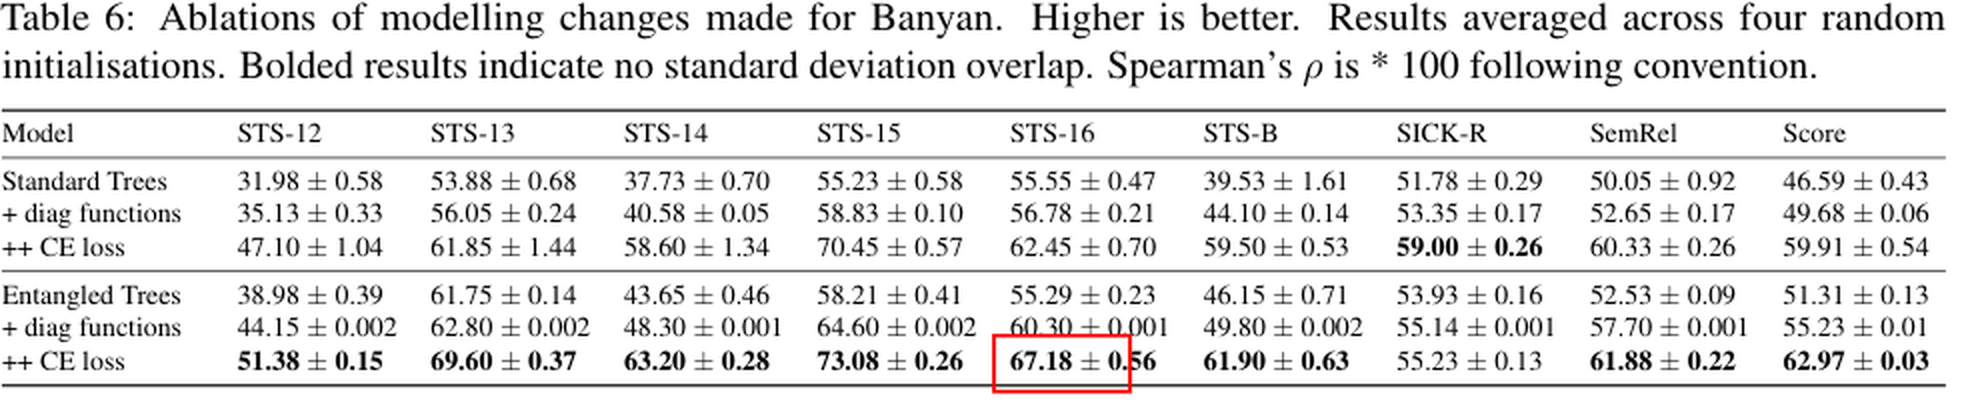 Table 6: Ablations of modelling changes made for Banyan. Higher is better. Results averaged across four random
initialisations. Bolded results indicate no standard deviation overlap. Spearman's ρ is * 100 following convention.
Model STS-12 STS-13 STS-14 STS-15 STS-16 STS-B SICK-R SemRel Score
Standard Trees 31.98 ± 0.58 53.88 ± 0.68 37.73 ± 0.70 55.23 ± 0.58 55.55 ± 0.47 39.53 ± 1.61 51.78 ± 0.29 50.05 ± 0.92 46.59 ± 0.43
+ diag functions 35.13 ± 0.33 56.05 ± 0.24 40.58 ± 0.05 58.83 ± 0.10 56.78 ± 0.21 44.10 ± 0.14 53.35 ± 0.17 52.65 ± 0.17 49.68 ± 0.06
++ CE loss 47.10 ± 1.04 61.85 ± 1.44 58.60 ± 1.34 70.45 ± 0.57 62.45 ± 0.70 59.50 ± 0.53 59.00 ± 0.26 60.33 ± 0.26 59.91 ± 0.54
Entangled Trees 38.98 ± 0.39 61.75 ± 0.14 43.65 ± 0.46 58.21 ± 0.41 55.29 ± 0.23 46.15 ± 0.71 53.93 ± 0.16 52.53 ± 0.09 51.31 ± 0.13
+ diag functions 44.15 ± 0.002 62.80 ± 0.002 48.30 ± 0.001 64.60 ± 0.002 60.30 ± 0.001 49.80 ± 0.002 55.14 ± 0.001 57.70 ± 0.001 55.23 ± 0.01
++ CE loss 51.38 ± 0.15 69.60 ± 0.37 63.20 ± 0.28 73.08 ± 0.26 67.18 ± 0.56 61.90 ± 0.63 55.23 ± 0.13 61.88 ± 0.22 62.97 ± 0.03